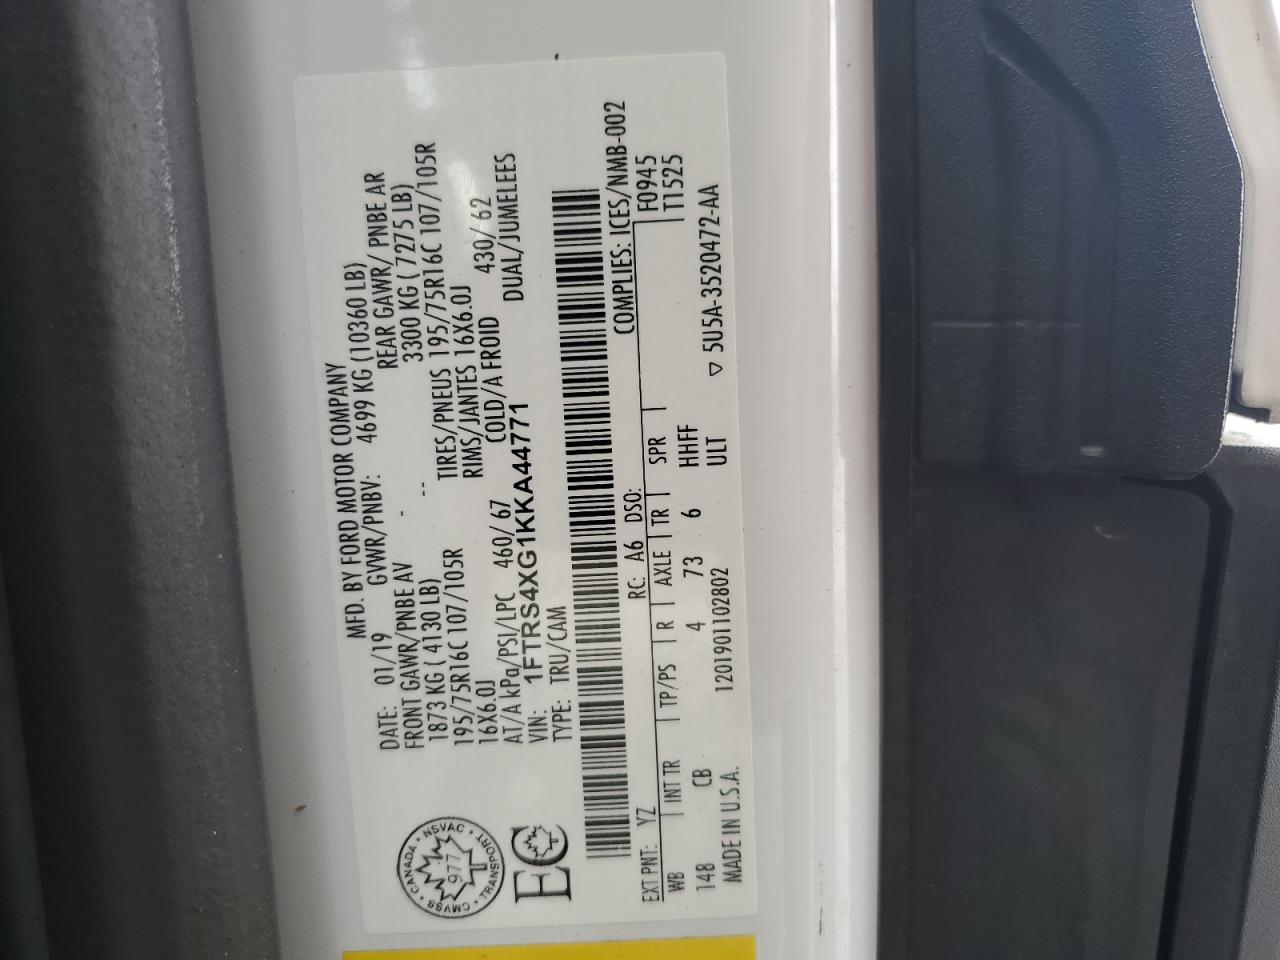 MFD. BY FORD MOTOR COMPANY
DATE: 01/19 GVWR/PNBV: 4699 KG (10360 LB)
FRONT GAWR/PNBE AV REAR GAWR/ PNBE AR
1873 KG ( 4130 LB) - -- 3300 KG ( 7275 LB)
195/75R16C 107/105R TIRES/PNEUS 195/75R16C 107/105R
16X6.0J RIMS/JANTES 16X6.0J
AT/A kPa/PSI/LPC 460/ 67 COLD/A FROID 430/ 62
VIN: 1FTRS4XG1KKA44771 DUAL/JUMELEES
TYPE: TRU/CAM
CANADA · NSVAC · TRANSPORT · CMVSS ·
977
EC
COMPLIES: ICES/NMB-002
EXT PNT: YZ RC: A6 DSO: F0945
WB INT TR TP/PS R AXLE TR SPR T1525
148 CB 4 73 6 HHFF
ULT
MADE IN U.S.A. 1201901102802 ▽ 5U5A-3520472-AA